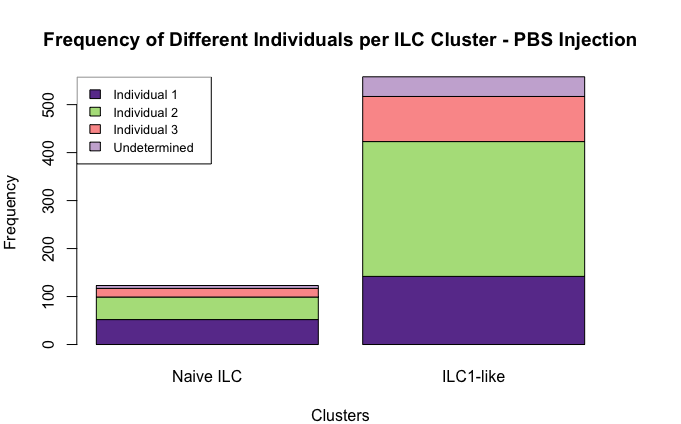 Frequency of Different Individuals per ILC Cluster - PBS Injection
Individual 1
Individual 2
Individual 3
Undetermined
Frequency
500
400
300
200
100
0
Naive ILC
ILC1-like
Clusters